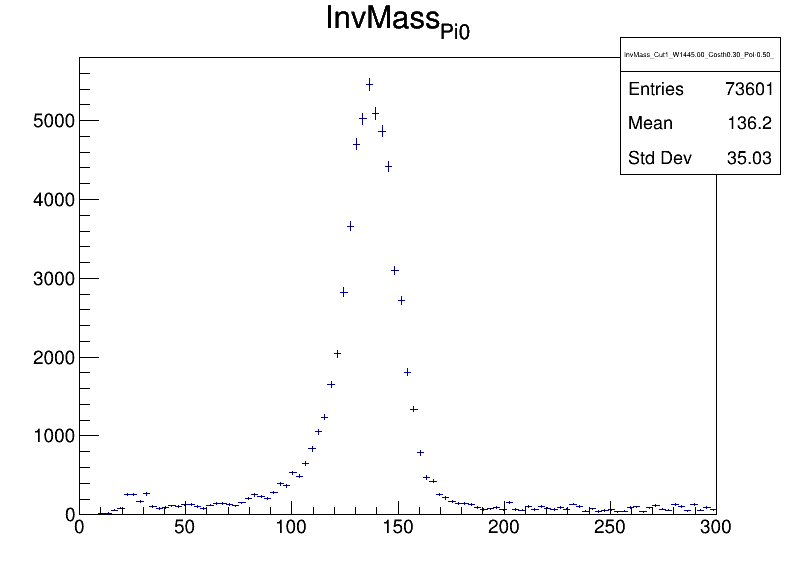 InvMass_Pi0
InvMass_Cut1_W1445.00_Costh0.30_Pol-0.50_
Entries 73601
Mean 136.2
Std Dev 35.03
5000
4000
3000
2000
1000
0
0 50 100 150 200 250 300